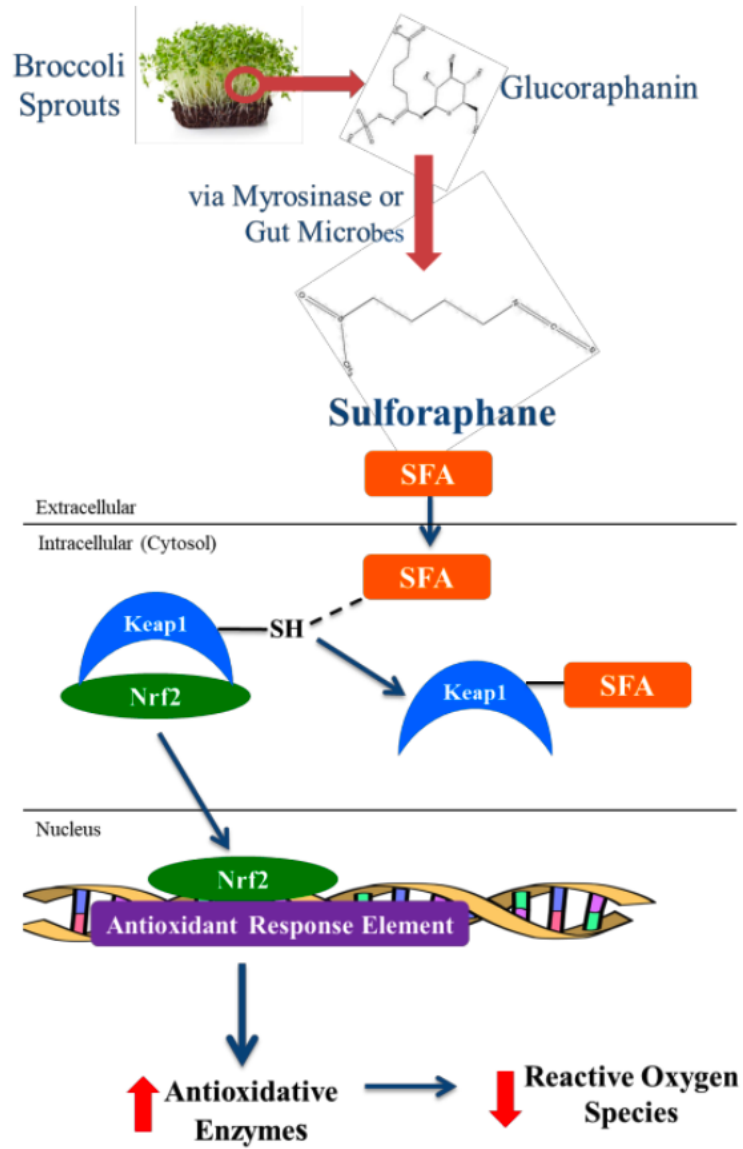 Broccoli
Sprouts
Glucoraphanin
via Myrosinase or
Gut Microbes
Sulforaphane
SFA
Extracellular
Intracellular (Cytosol)
SFA
Keap1
SH
Nrf2
Keap1
SFA
Nucleus
Nrf2
Antioxidant Response Element
Antioxidative
Enzymes
Reactive Oxygen
Species